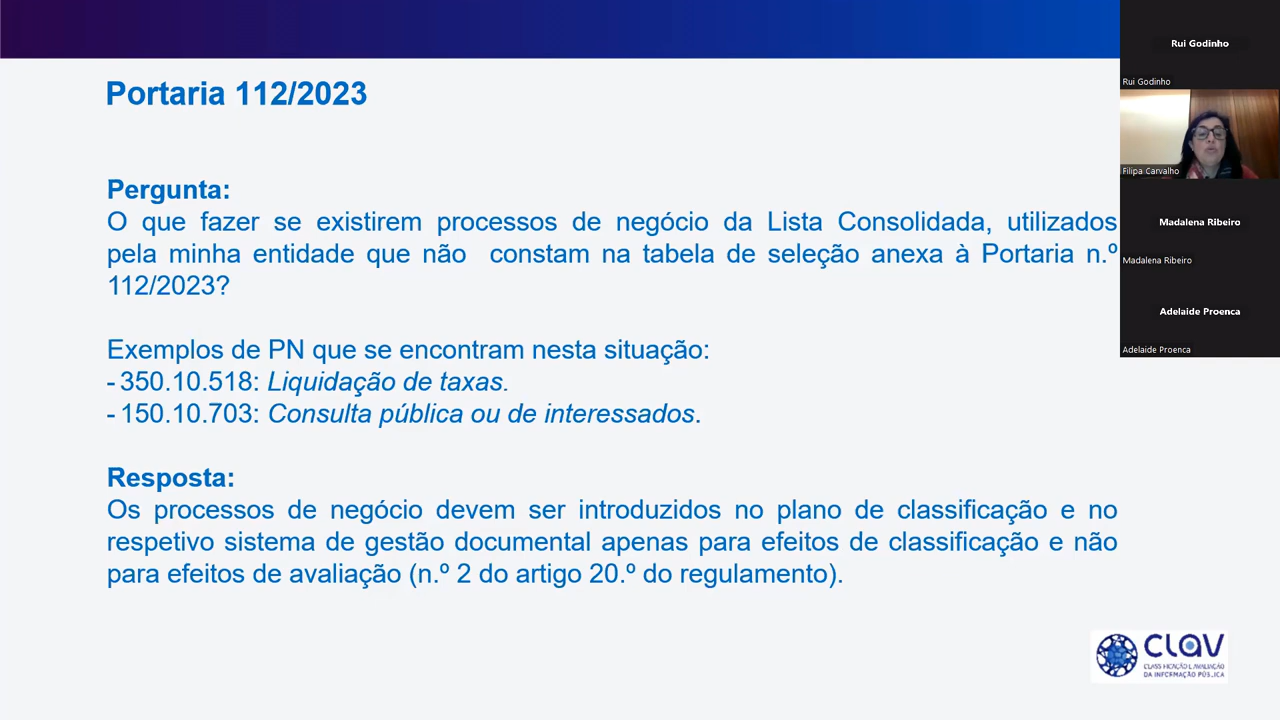 Portaria 112/2023
Pergunta:
O que fazer se existirem processos de negócio da Lista Consolidada, utilizados
pela minha entidade que não constam na tabela de seleção anexa à Portaria n.º
112/2023?
Exemplos de PN que se encontram nesta situação:
- 350.10.518: Liquidação de taxas.
- 150.10.703: Consulta pública ou de interessados.
Resposta:
Os processos de negócio devem ser introduzidos no plano de classificação e no
respetivo sistema de gestão documental apenas para efeitos de classificação e não
para efeitos de avaliação (n.º 2 do artigo 20.º do regulamento).
CLAV
CLASSIFICAÇÃO E AVALIAÇÃO
DA INFORMAÇÃO PÚBLICA
Rui Godinho
Rui Godinho
Filipa Carvalho
Madalena Ribeiro
Madalena Ribeiro
Adelaide Proenca
Adelaide Proenca